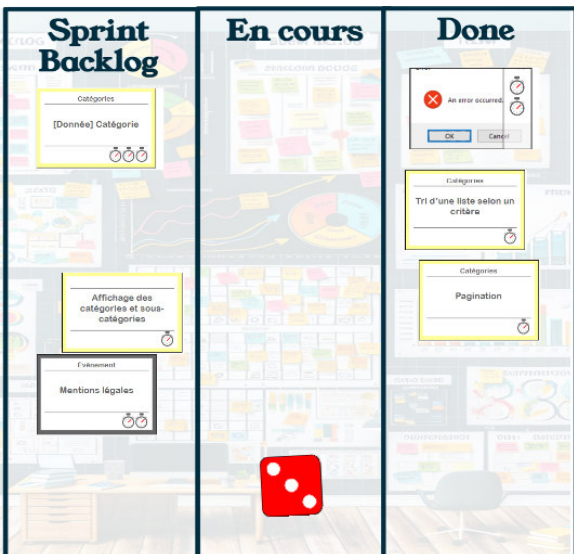 Sprint
Backlog
En cours
Done
Catégories
[Donnée] Catégorie
Affichage des
catégories et sous-
catégories
Évènement
Mentions légales
An error occurred.
OK
Cancel
Catégories
Tri d'une liste selon un
critère
Catégories
Pagination